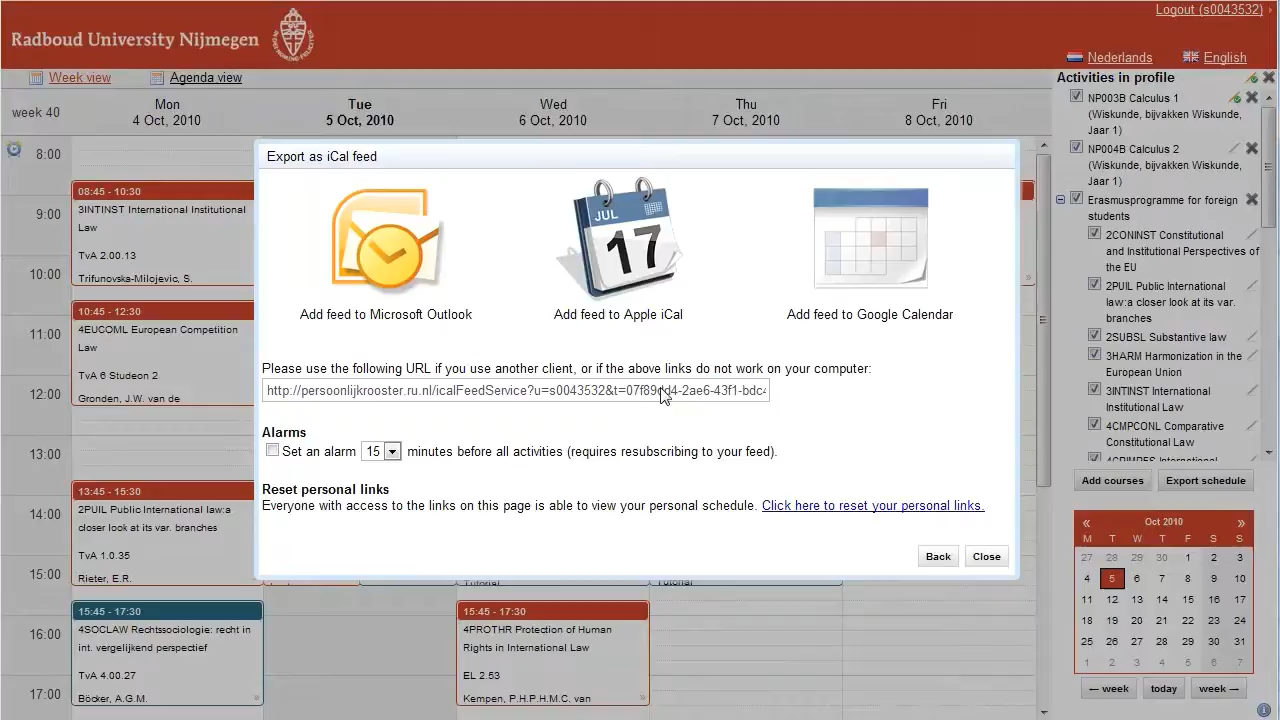 Logout (s0043532)
Radboud University Nijmegen
Nederlands
English
Week view
Agenda view
Activities in profile
week 40
Mon
4 Oct, 2010
Tue
5 Oct, 2010
Wed
6 Oct, 2010
Thu
7 Oct, 2010
Fri
8 Oct, 2010
8:00
9:00
10:00
11:00
12:00
13:00
14:00
15:00
16:00
17:00
08:45 - 10:30
3INTINST International Institutional
Law
TvA 2.00.13
Trifunovska-Milojevic, S.
10:45 - 12:30
4EUCOML European Competition
Law
TvA 6 Studeon 2
Gronden, J.W. van de
13:45 - 15:30
2PUIL Public International law:a
closer look at its var. branches
TvA 1.0.35
Rieter, E.R.
15:45 - 17:30
4SOCLAW Rechtssociologie: recht in
int. vergelijkend perspectief
TvA 4.00.27
Böcker, A.G.M.
Tutorial
Tutorial
15:45 - 17:30
4PROTHR Protection of Human
Rights in International Law
EL 2.53
Kempen, P.H.P.H.M.C. van
Export as iCal feed
JUL
17
Add feed to Microsoft Outlook
Add feed to Apple iCal
Add feed to Google Calendar
Please use the following URL if you use another client, or if the above links do not work on your computer:
http://persoonlijkrooster.ru.nl/icalFeedService?u=s0043532&t=
Alarms
Set an alarm 15 minutes before all activities (requires resubscribing to your feed).
Reset personal links
Everyone with access to the links on this page is able to view your personal schedule. Click here to reset your personal links.
Back
Close
NP003B Calculus 1
(Wiskunde, bijvakken Wiskunde,
Jaar 1)
NP004B Calculus 2
(Wiskunde, bijvakken Wiskunde,
Jaar 1)
Erasmusprogramme for foreign
students
2CONINST Constitutional
and Institutional Perspectives of
the EU
2PUIL Public International
law:a closer look at its var.
branches
2SUBSL Substantive law
3HARM Harmonization in the
European Union
3INTINST International
Institutional Law
4CMPCONL Comparative
Constitutional Law
4CRIMPES International
Add courses
Export schedule
« Oct 2010 »
M T W T F S S
27 28 29 30 1 2 3
4 5 6 7 8 9 10
11 12 13 14 15 16 17
18 19 20 21 22 23 24
25 26 27 28 29 30 31
1 2 3 4 5 6 7
← week
today
week →